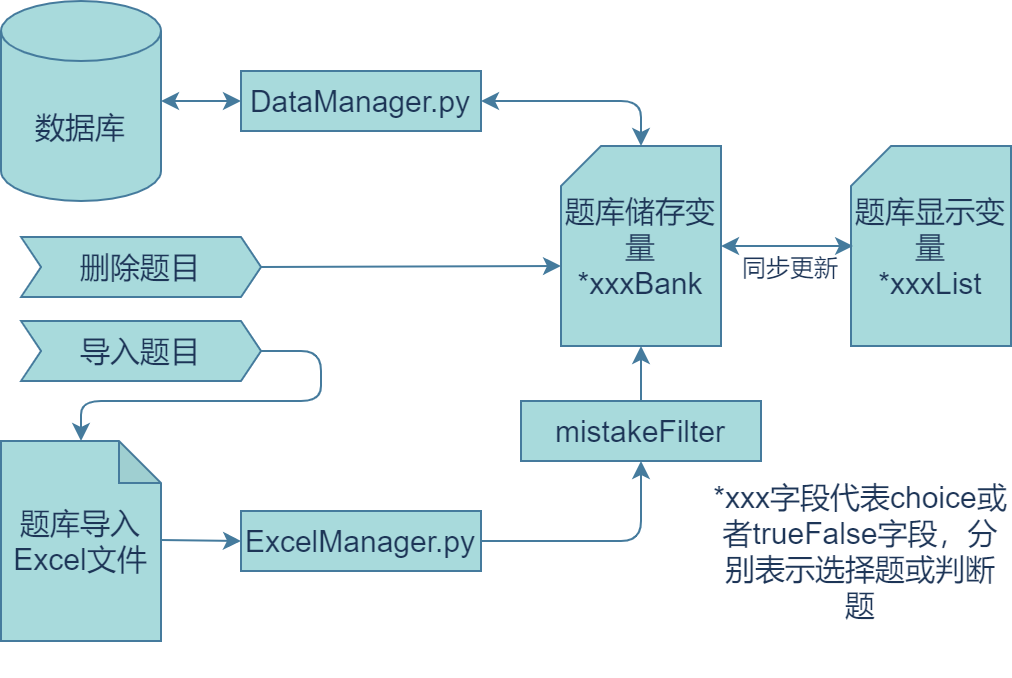 数据库
DataManager.py
删除题目
导入题目
题库储存变
量
*xxxBank
同步更新
题库显示变
量
*xxxList
mistakeFilter
题库导入
Excel文件
ExcelManager.py
*xxx字段代表choice或
者trueFalse字段，分
别表示选择题或判断
题